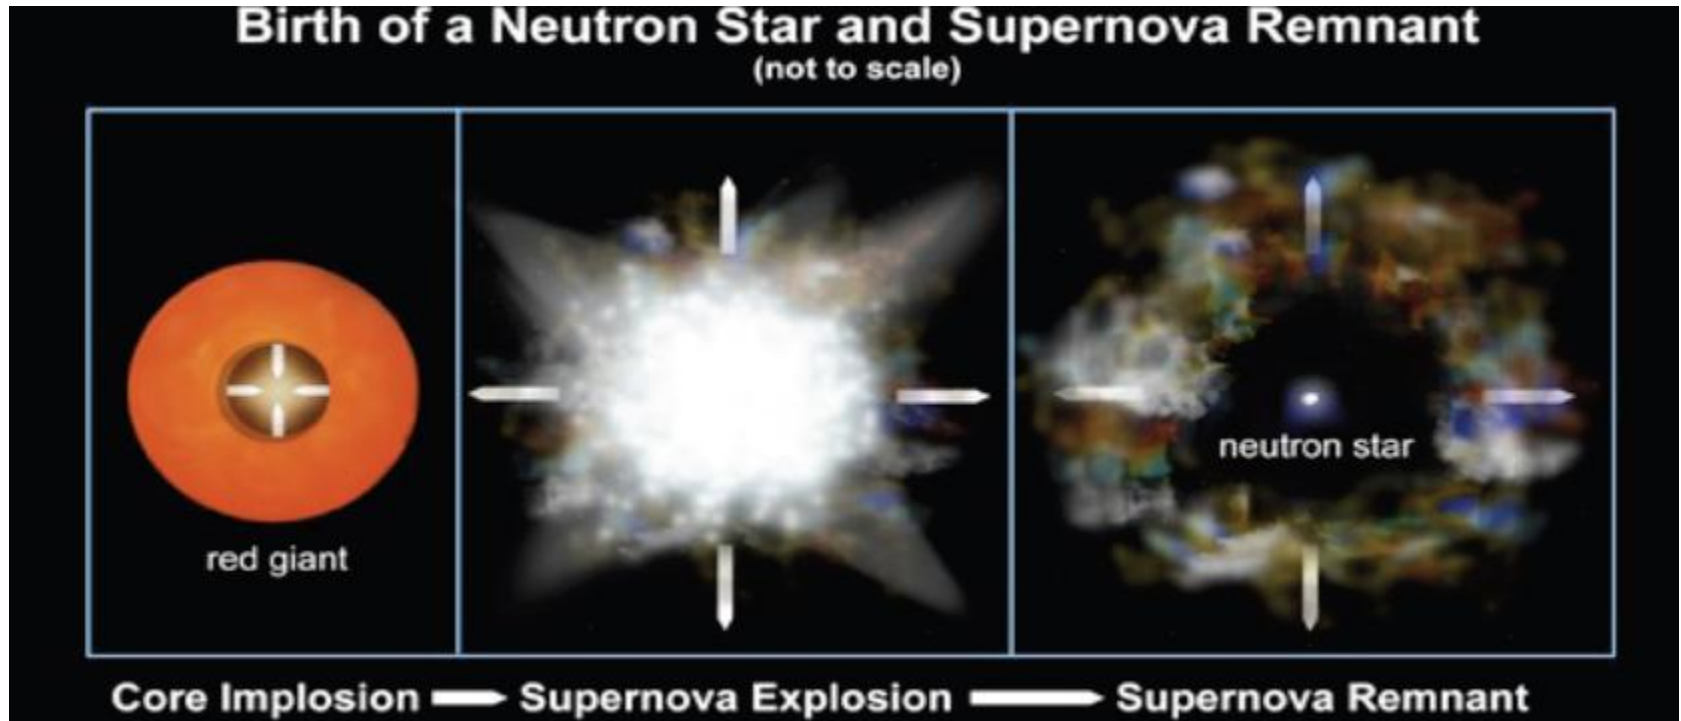 Birth of a Neutron Star and Supernova Remnant
(not to scale)
red giant
neutron star
Core Implosion Supernova Explosion Supernova Remnant